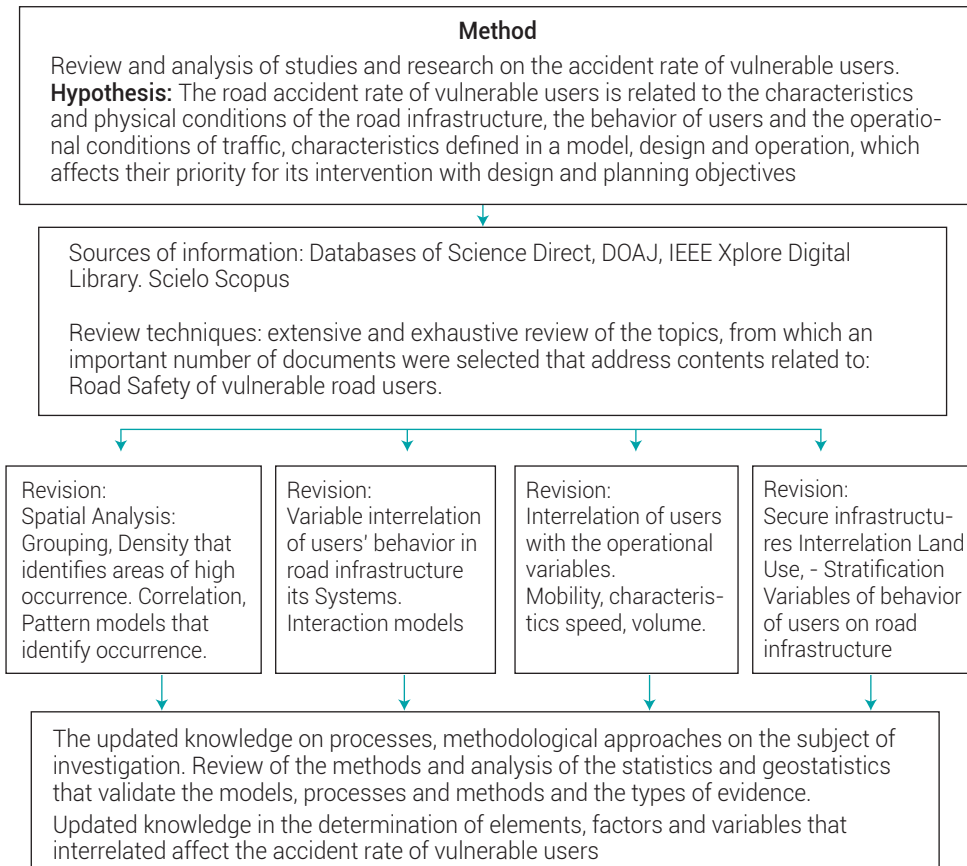 Method
Review and analysis of studies and research on the accident rate of vulnerable users.
Hypothesis: The road accident rate of vulnerable users is related to the characteristics
and physical conditions of the road infrastructure, the behavior of users and the operatio-
nal conditions of traffic, characteristics defined in a model, design and operation, which
affects their priority for its intervention with design and planning objectives
Sources of information: Databases of Science Direct, DOAJ, IEEE Xplore Digital
Library. Scielo Scopus
Review techniques: extensive and exhaustive review of the topics, from which an
important number of documents were selected that address contents related to:
Road Safety of vulnerable road users.
Revision:
Spatial Analysis:
Grouping, Density that
identifies areas of high
occurrence. Correlation,
Pattern models that
identify occurrence.
Revision:
Variable interrelation
of users’ behavior in
road infrastructure
its Systems.
Interaction models
Revision:
Interrelation of users
with the operational
variables.
Mobility, characteris-
tics speed, volume.
Revision:
Secure infrastructu-
res Interrelation Land
Use, - Stratification
Variables of behavior
of users on road
infrastructure
The updated knowledge on processes, methodological approaches on the subject of
investigation. Review of the methods and analysis of the statistics and geostatistics
that validate the models, processes and methods and the types of evidence.
Updated knowledge in the determination of elements, factors and variables that
interrelated affect the accident rate of vulnerable users